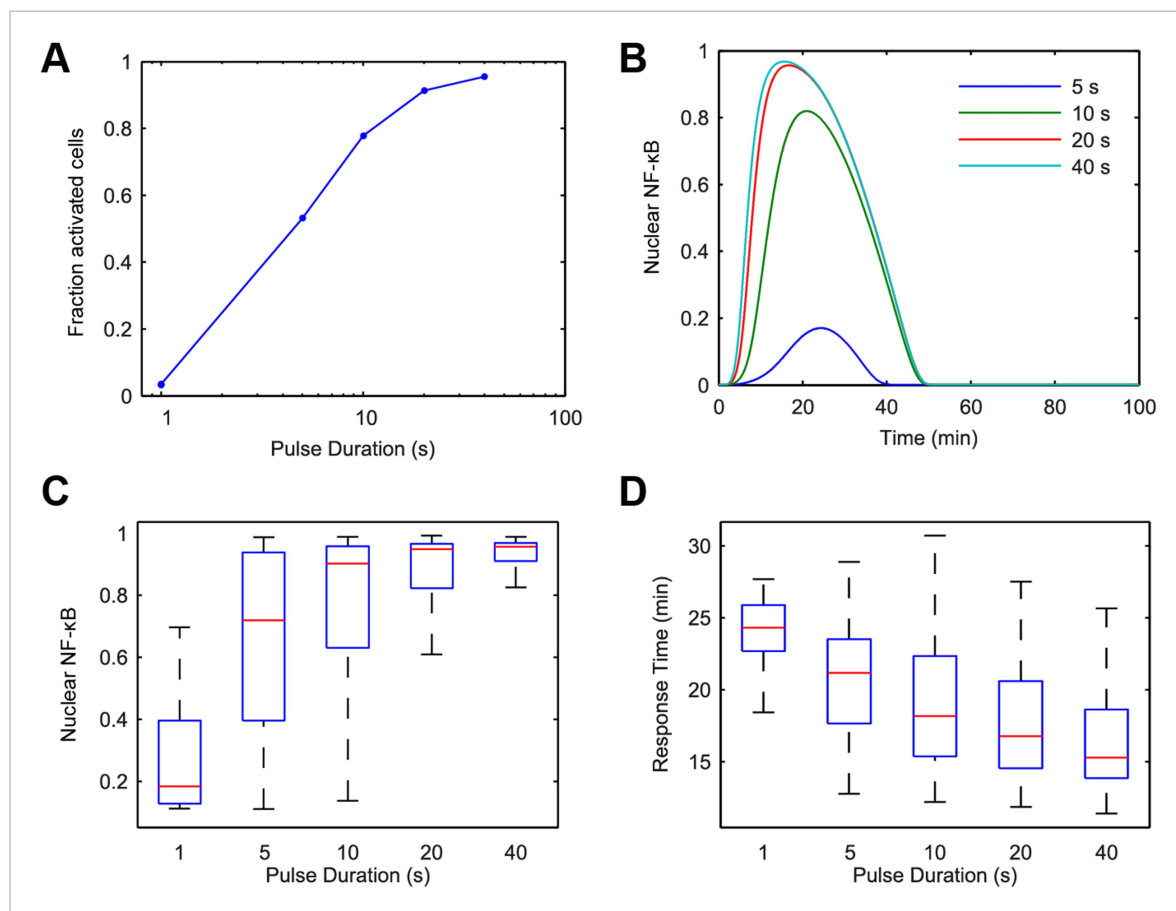 A
1
0.8
0.6
0.4
0.2
0
1
10
100
Fraction activated cells
Pulse Duration (s)
B
1
0.8
0.6
0.4
0.2
0
0
20
40
60
80
100
Nuclear NF-κB
Time (min)
5 s
10 s
20 s
40 s
C
1
0.8
0.6
0.4
0.2
1
5
10
20
40
Nuclear NF-κB
Pulse Duration (s)
D
30
25
20
15
1
5
10
20
40
Response Time (min)
Pulse Duration (s)